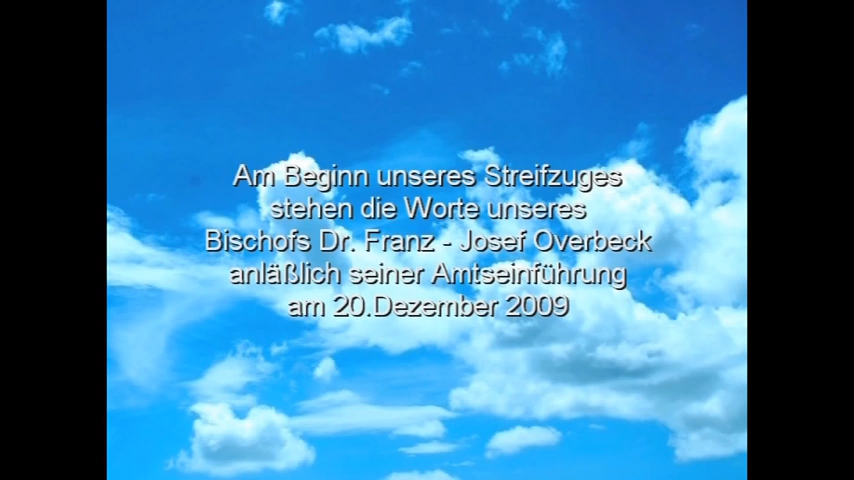 Am Beginn unseres Streifzuges
stehen die Worte unseres
Bischofs Dr. Franz - Josef Overbeck
anläßlich seiner Amtseinführung
am 20.Dezember 2009